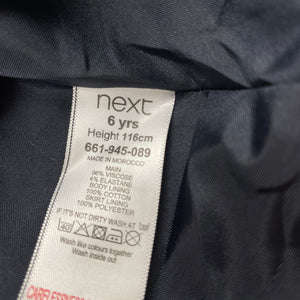 next
6 yrs
Height 116cm
661-945-089
MADE IN MOROCCO
MAIN
96% VISCOSE
4% ELASTANE
BODY LINING
100% COTTON
SKIRT LINING
100% POLYESTER
IF IT'S NOT DIRTY WASH AT 30°
Wash like colours together
Wash inside out